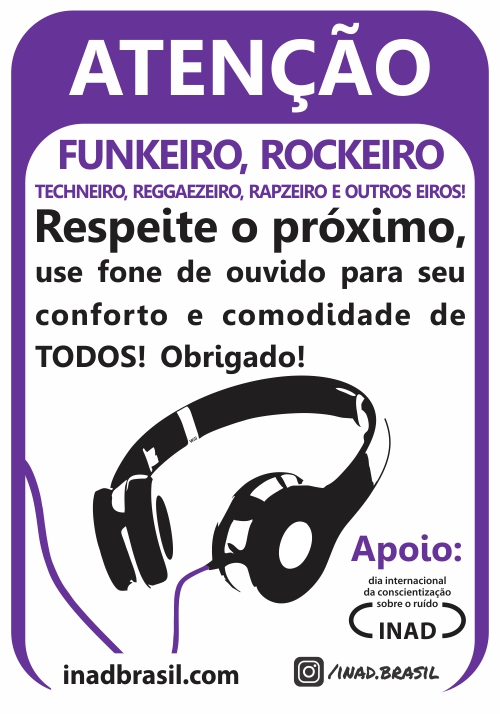 ATENÇÃO
FUNKEIRO, ROCKEIRO
TECHNEIRO, REGGAEZEIRO, RAPZEIRO E OUTROS EIROS!
Respeite o próximo,
use fone de ouvido para seu
conforto e comodidade de
TODOS! Obrigado!
Apoio:
dia internacional
da conscientização
sobre o ruído
INAD
inadbrasil.com
/INAD.BRASIL